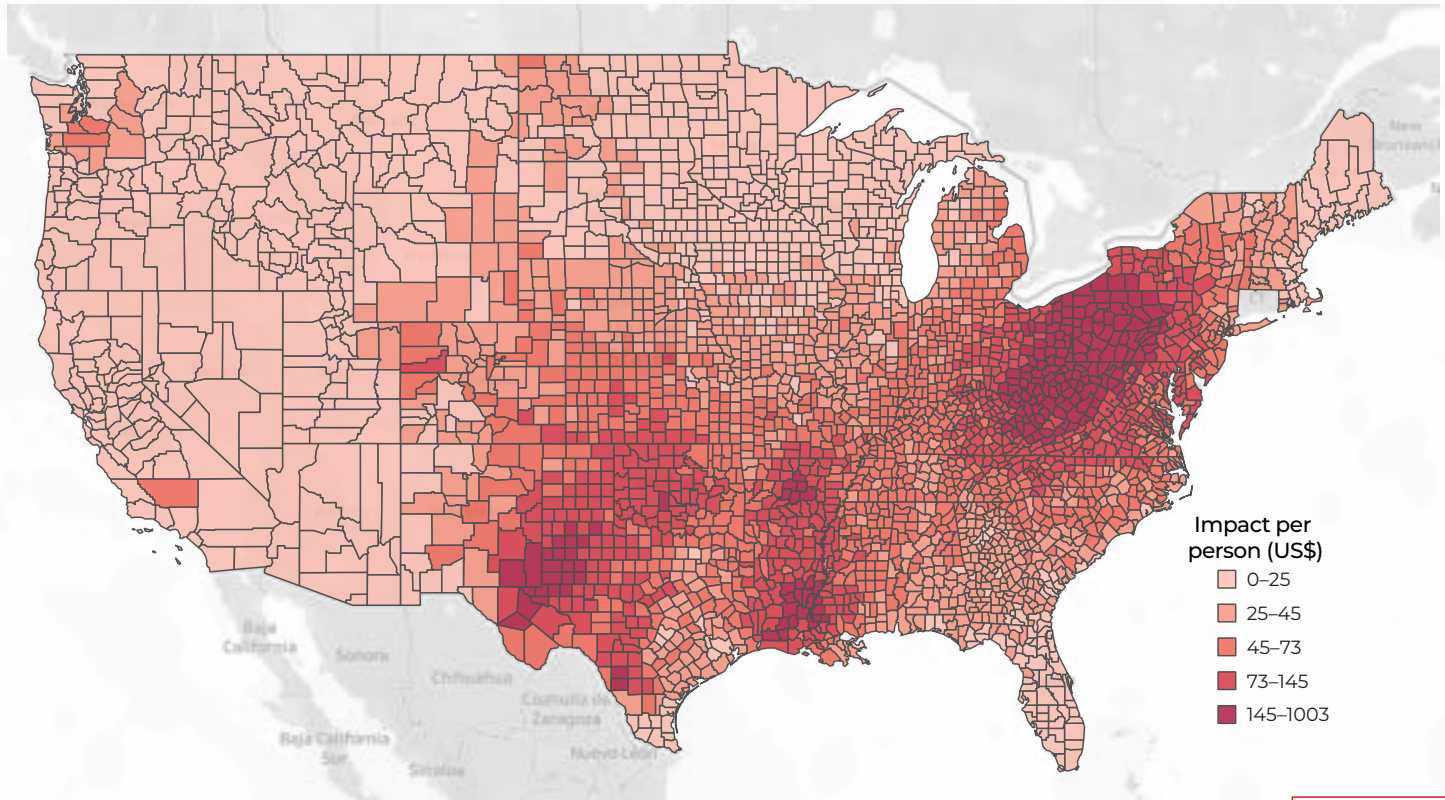 New
Brunswick
CT
Impact per
person (US$)
0–25
25–45
45–73
73–145
145–1003
Baja
California
Sonora
Chihuahua
Coahuila de
Zaragoza
Baja California
Sur
Nuevo León
Sinaloa